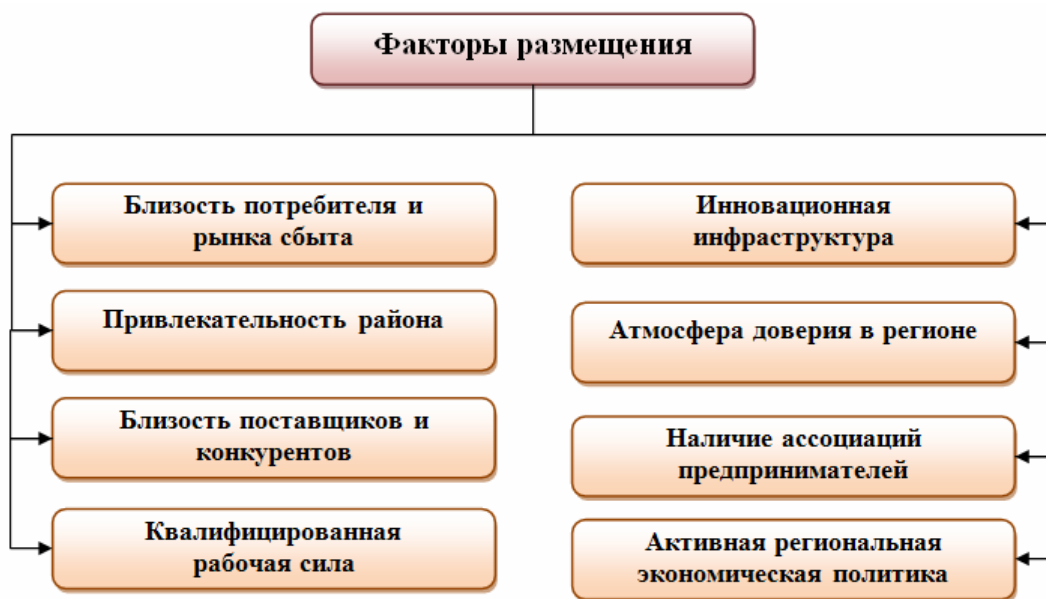 Факторы размещения
Близость потребителя и
рынка сбыта
Привлекательность района
Близость поставщиков и
конкурентов
Квалифицированная
рабочая сила
Инновационная
инфраструктура
Атмосфера доверия в регионе
Наличие ассоциаций
предпринимателей
Активная региональная
экономическая политика